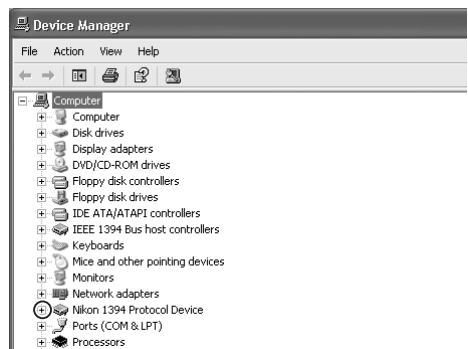 Device Manager
File Action View Help
Computer
Computer
Disk drives
Display adapters
DVD/CD-ROM drives
Floppy disk controllers
Floppy disk drives
IDE ATA/ATAPI controllers
IEEE 1394 Bus host controllers
Keyboards
Mice and other pointing devices
Monitors
Network adapters
Nikon 1394 Protocol Device
Ports (COM & LPT)
Processors